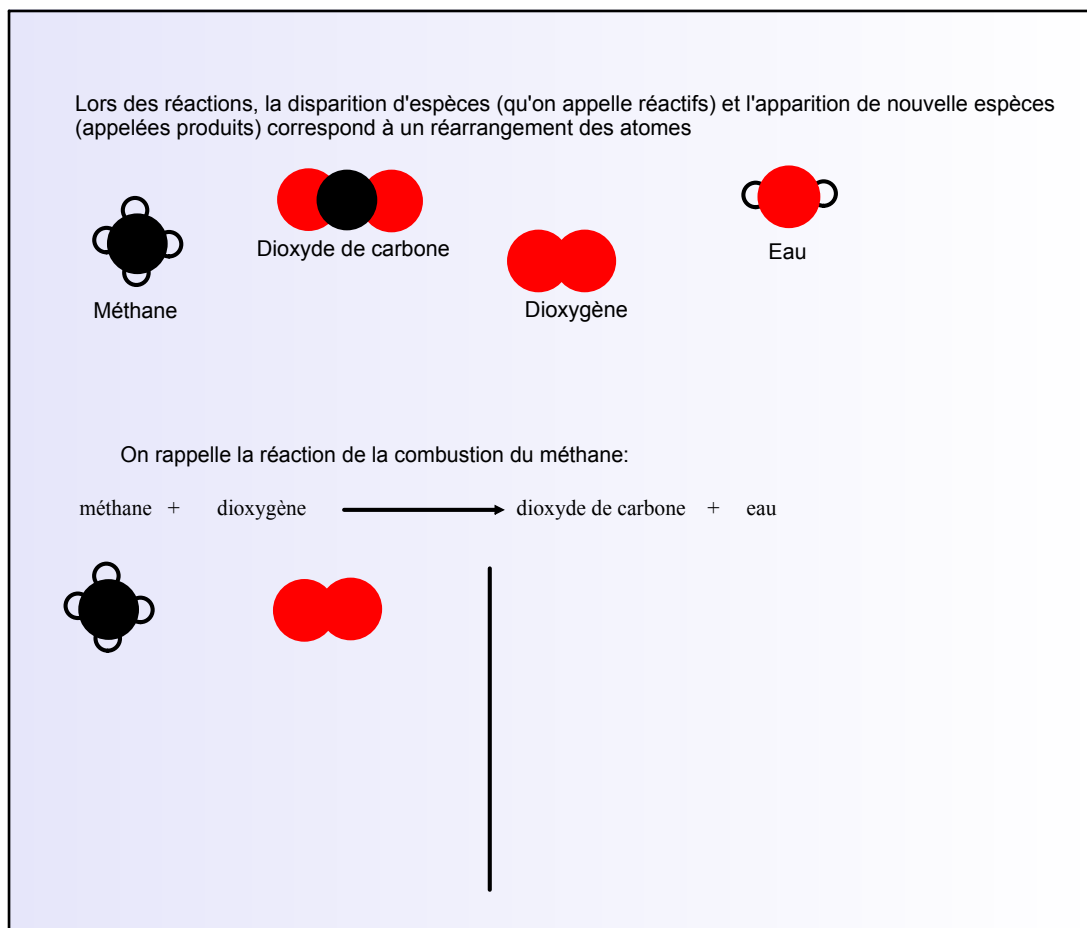 Lors des réactions, la disparition d'espèces (qu'on appelle réactifs) et l'apparition de nouvelle espèces
(appelées produits) correspond à un réarrangement des atomes
Dioxyde de carbone
Eau
Méthane
Dioxygène
On rappelle la réaction de la combustion du méthane:
méthane + dioxygène → dioxyde de carbone + eau